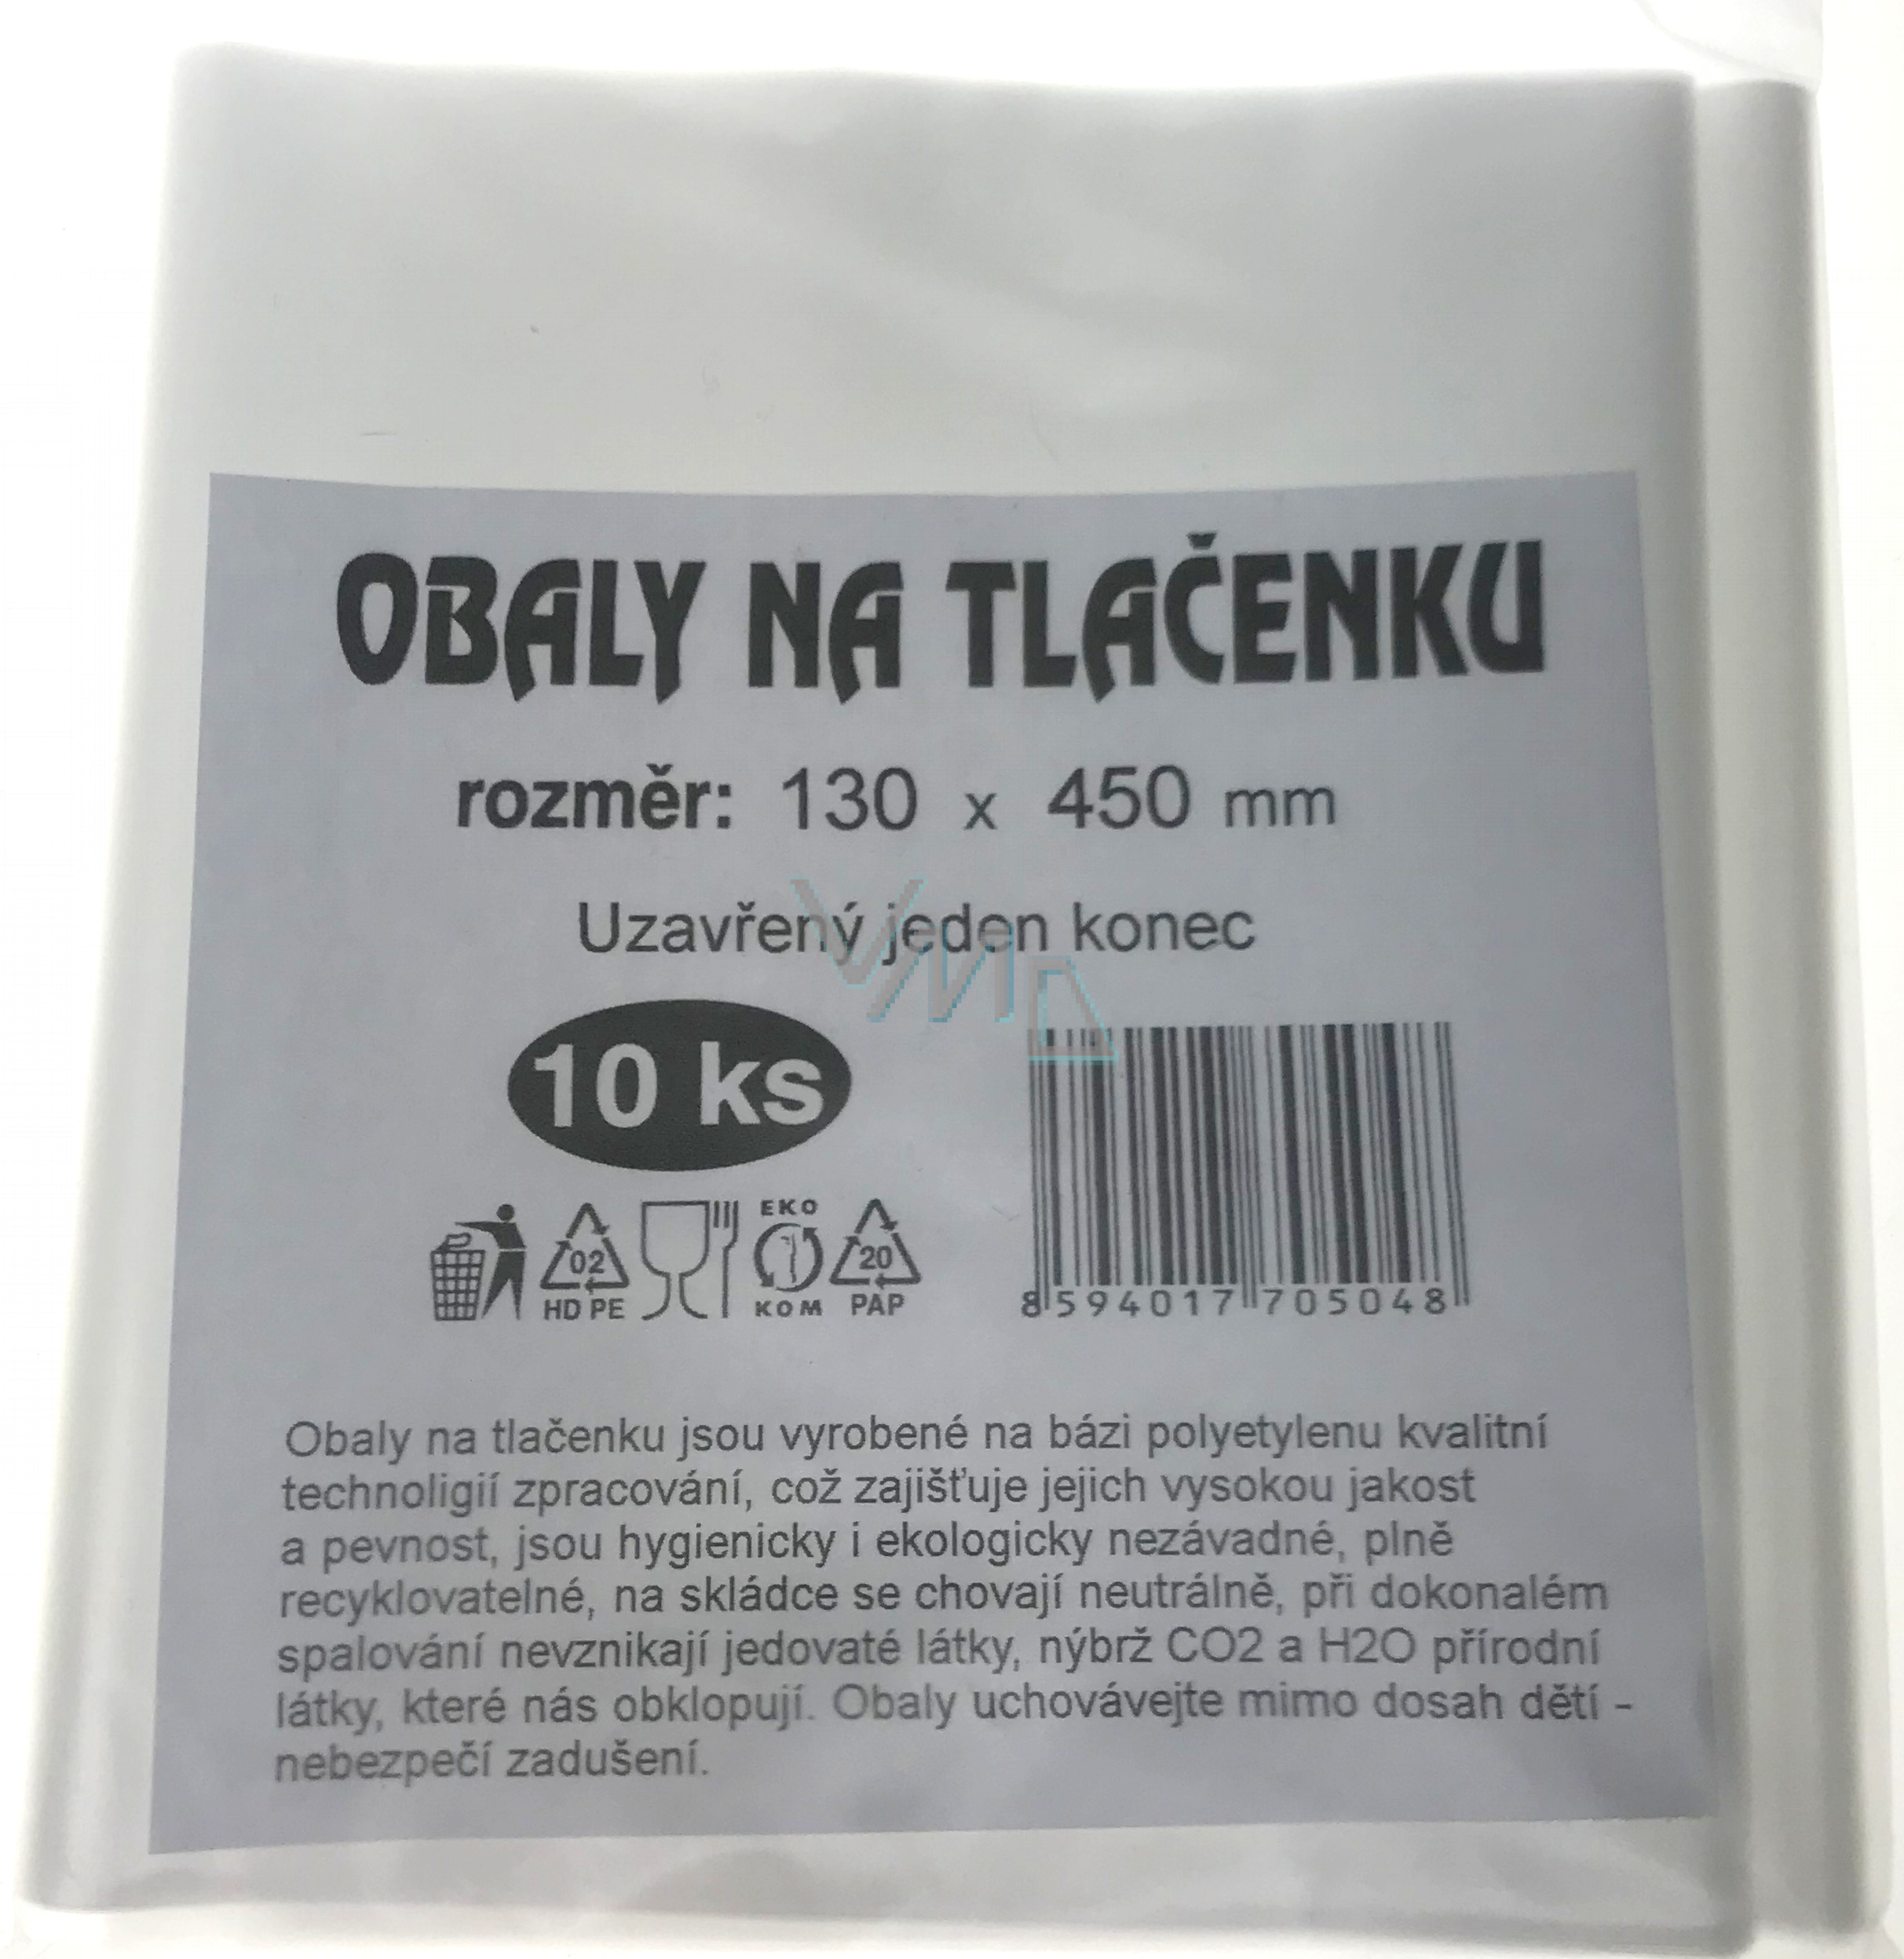 OBALY NA TLAČENKU
rozměr: 130 x 450 mm
Uzavřený jeden konec
VMD
10 ks
02
HD PE
EKO
KOM
20
PAP
8594017705048
Obaly na tlačenku jsou vyrobené na bázi polyetylenu kvalitní
technoligií zpracování, což zajišťuje jejich vysokou jakost
a pevnost, jsou hygienicky i ekologicky nezávadné, plně
recyklovatelné, na skládce se chovají neutrálně, při dokonalém
spalování nevznikají jedovaté látky, nýbrž CO2 a H2O přírodní
látky, které nás obklopují. Obaly uchovávejte mimo dosah dětí -
nebezpečí zadušení.